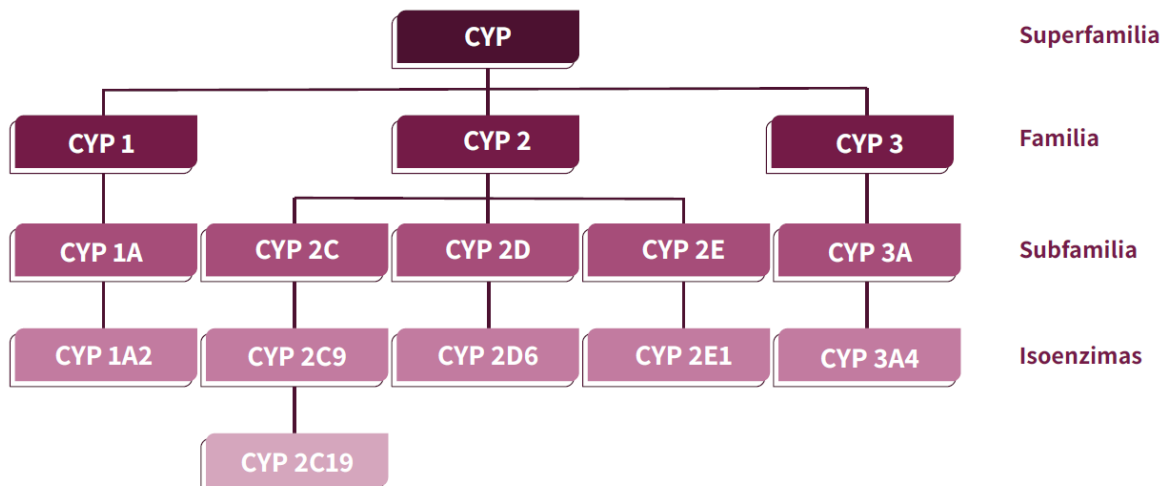 CYP
Superfamilia
CYP 1
CYP 2
CYP 3
Familia
CYP 1A
CYP 2C
CYP 2D
CYP 2E
CYP 3A
Subfamilia
CYP 1A2
CYP 2C9
CYP 2D6
CYP 2E1
CYP 3A4
Isoenzimas
CYP 2C19